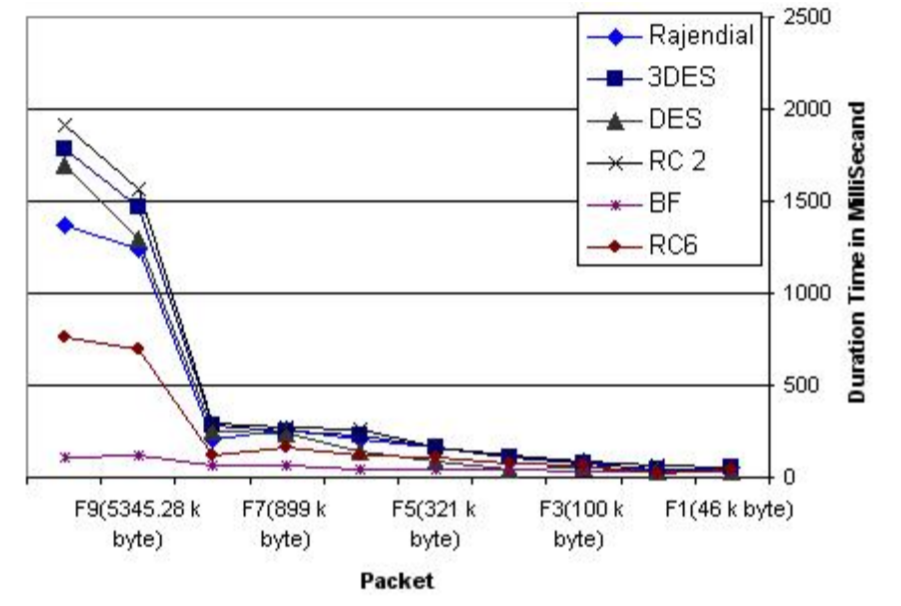 2500
Rajendial
3DES
2000
DES
RC 2
1500
BF
RC6
1000
500
0
Duration Time in MilliSecand
F9(5345.28 k
byte)
F7(899 k
byte)
F5(321 k
byte)
F3(100 k
byte)
F1(46 k byte)
Packet